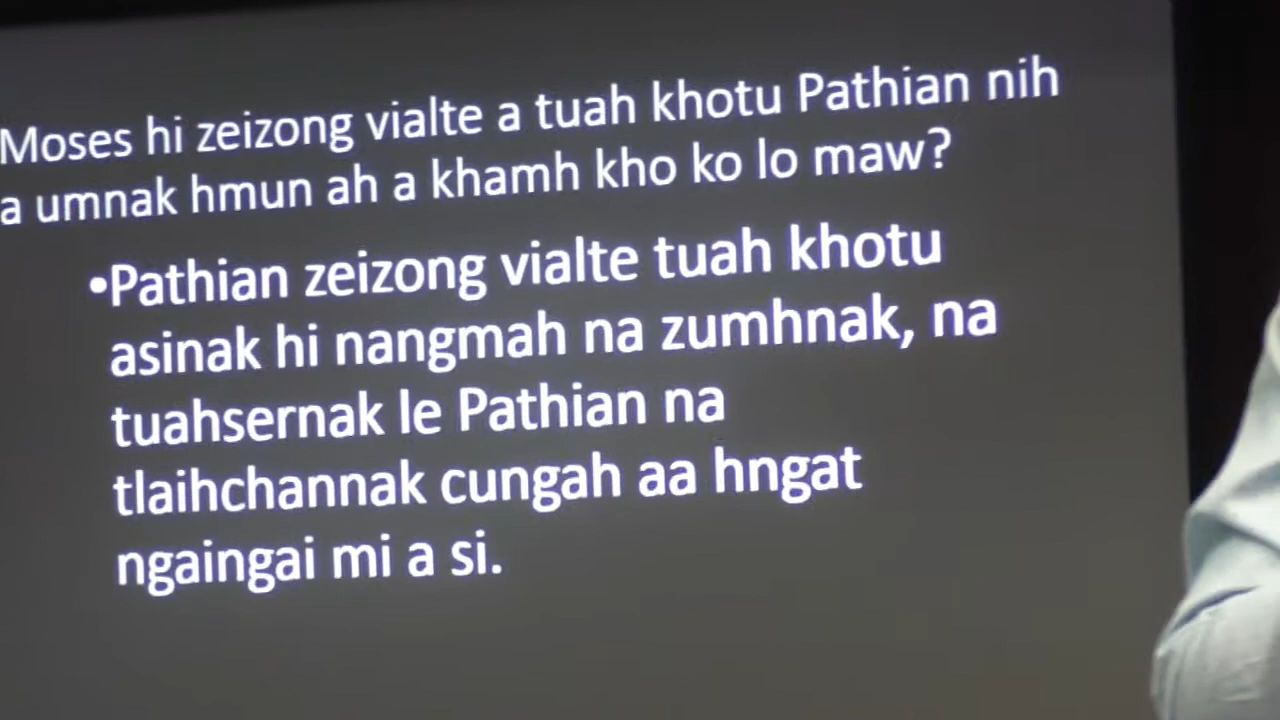 Moses hi zeizong vialte a tuah khotu Pathian nih
a umnak hmun ah a khamh kho ko lo maw?
•Pathian zeizong vialte tuah khotu
asinak hi nangmah na zumhnak, na
tuahsernak le Pathian na
tlaihchannak cungah aa hngat
ngaingai mi a si.